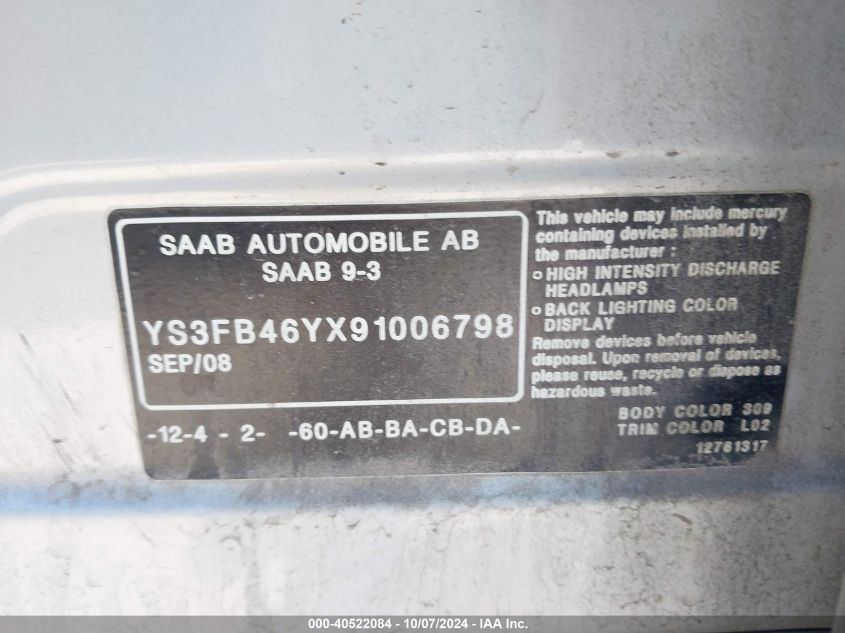 SAAB AUTOMOBILE AB
SAAB 9-3
YS3FB46YX91006798
SEP/08
-12-4 - 2- -60-AB-BA-CB-DA-
This vehicle may include mercury
containing devices installed by
the manufacturer :
○ HIGH INTENSITY DISCHARGE
HEADLAMPS
○ BACK LIGHTING COLOR
DISPLAY
Remove devices before vehicle
disposal. Upon removal of devices,
please reuse, recycle or dispose as
hazardous waste.
BODY COLOR 309
TRIM COLOR L02
12761317
000-40522084 - 10/07/2024 - IAA Inc.